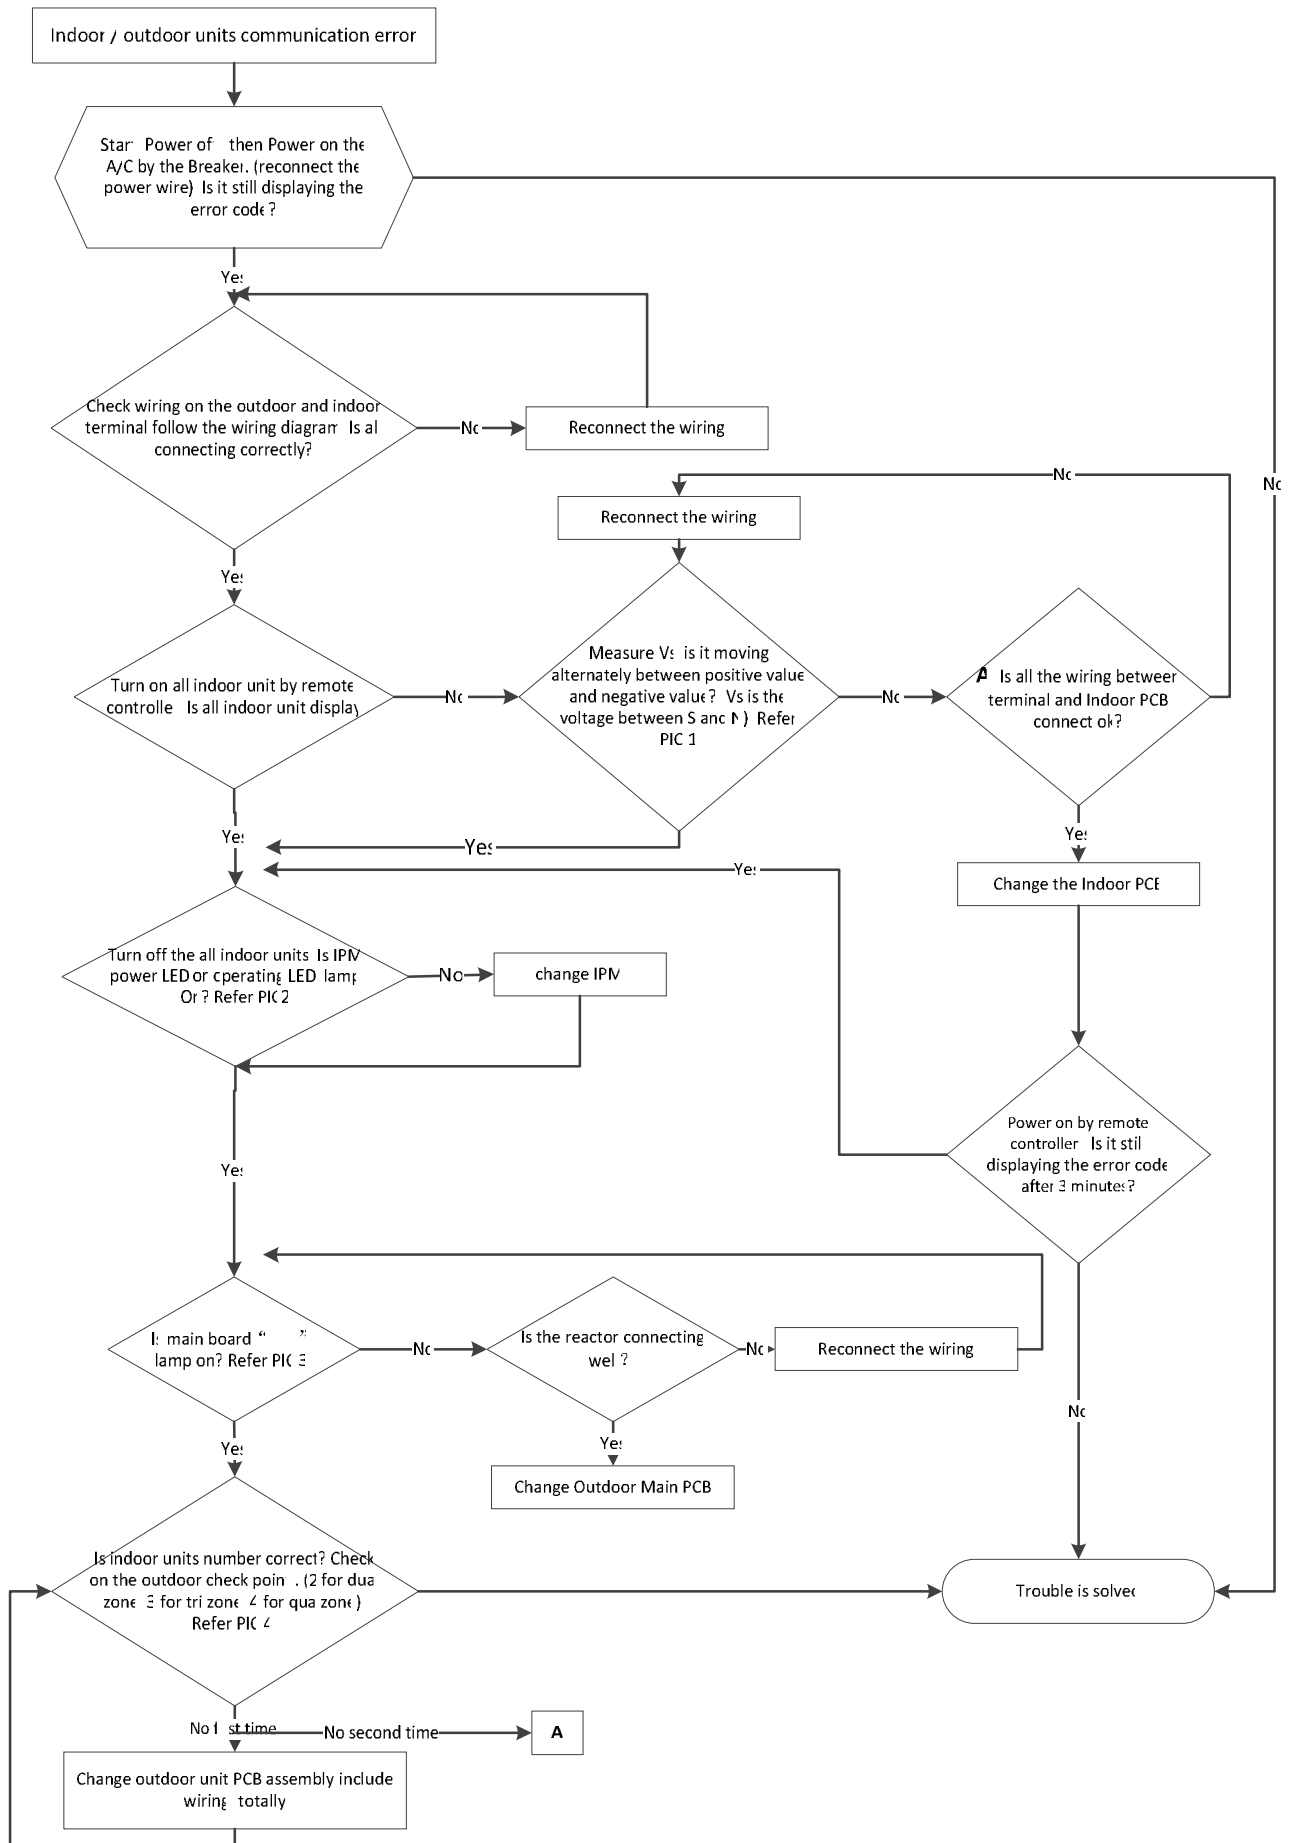 Indoor / outdoor units communication error
Star Power of then Power on the
A/C by the Breaker. (reconnect the
power wire) Is it still displaying the
error code ?
Yes
Check wiring on the outdoor and indoor
terminal follow the wiring diagram Is al
connecting correctly?
No
Reconnect the wiring
Yes
No
No
Reconnect the wiring
Turn on all indoor unit by remote
controlle Is all indoor unit display
No
Measure Vs is it moving
alternately between positive value
and negative value? Vs is the
voltage between S and N ) Refer
PIC 1
No
A Is all the wiring between
terminal and Indoor PCB
connect ok?
Yes
Yes
Yes
Yes
Change the Indoor PCB
Turn off the all indoor units Is IPM
power LED or operating LED lamp
On ? Refer PIC 2
No
change IPM
Yes
Power on by remote
controller Is it still
displaying the error code
after 3 minutes?
Is main board “ ”
lamp on? Refer PIC 3
No
Is the reactor connecting
wel ?
No
Reconnect the wiring
No
Yes
Yes
Change Outdoor Main PCB
Is indoor units number correct? Check
on the outdoor check poin . (2 for dua
zone 3 for tri zone 4 for qua zone)
Refer PIC 4
Trouble is solved
No f st time
No second time
A
Change outdoor unit PCB assembly include
wiring totally